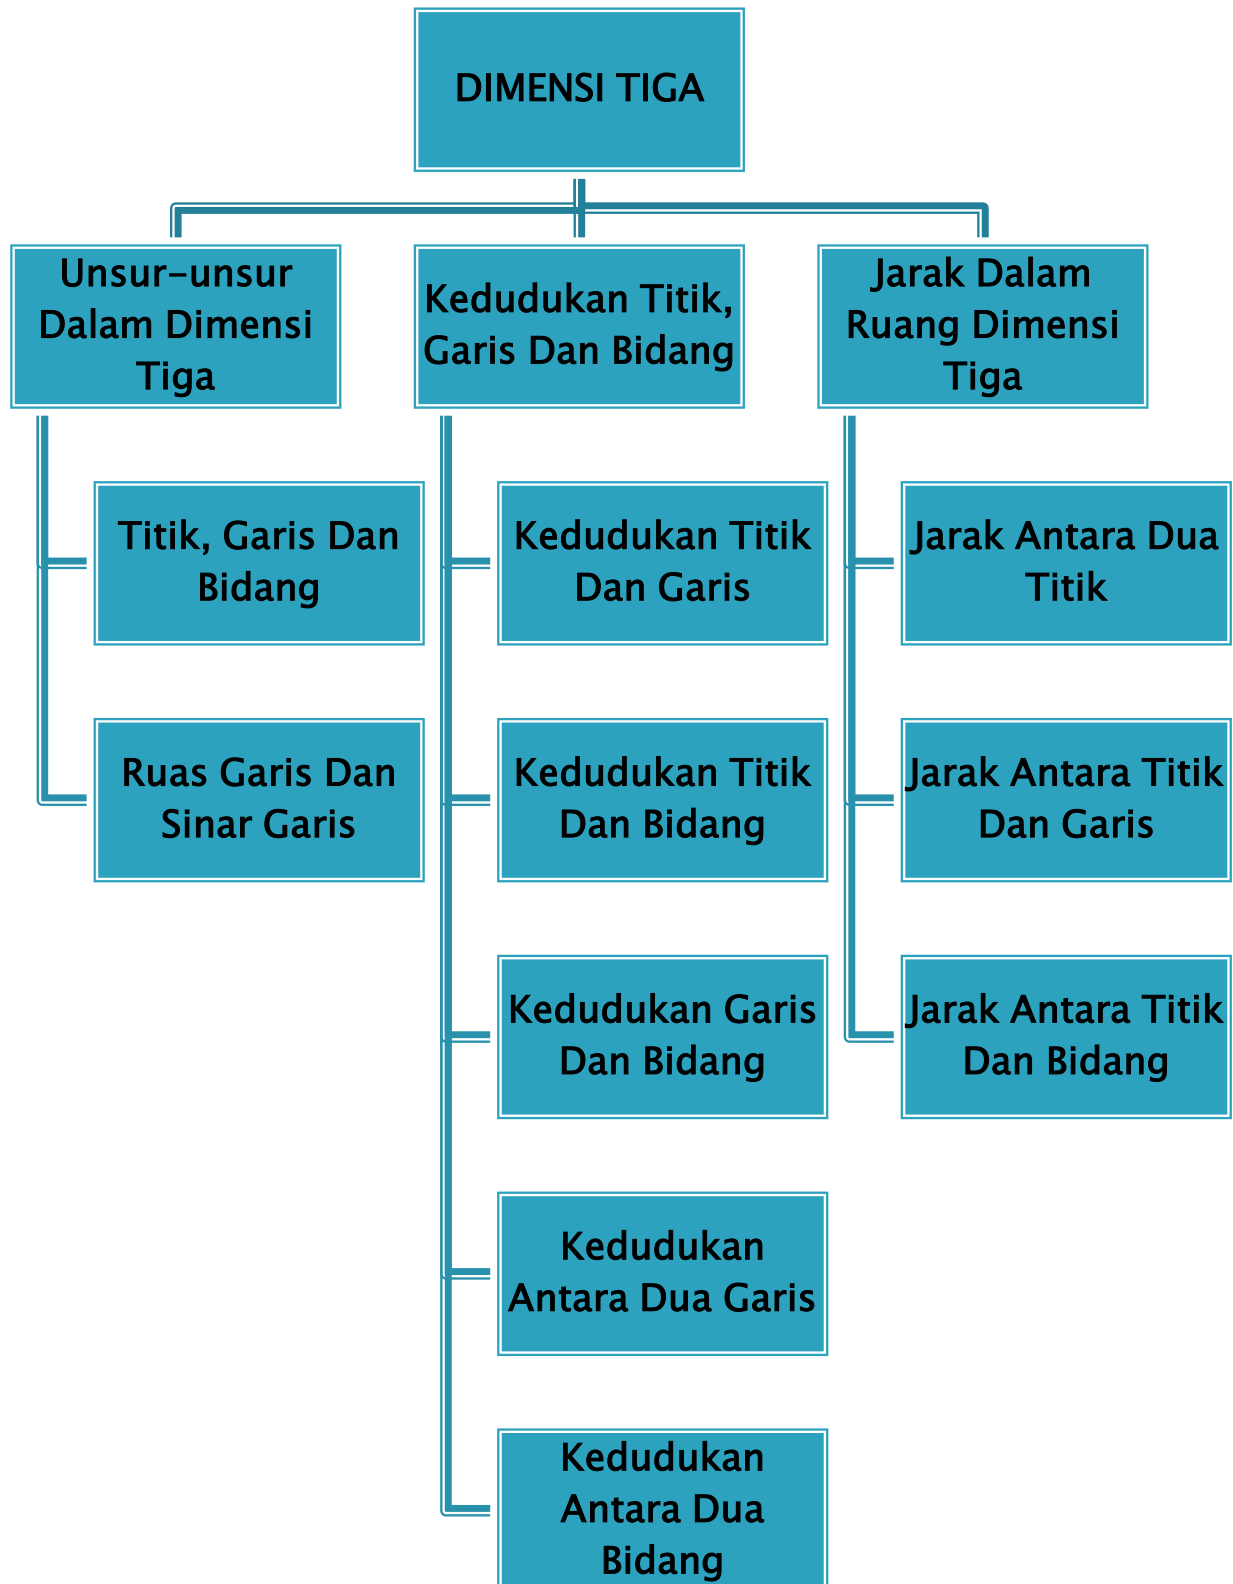 DIMENSI TIGA
Unsur-unsur
Dalam Dimensi
Tiga
Titik, Garis Dan
Bidang
Ruas Garis Dan
Sinar Garis
Kedudukan Titik,
Garis Dan Bidang
Kedudukan Titik
Dan Garis
Kedudukan Titik
Dan Bidang
Kedudukan Garis
Dan Bidang
Kedudukan
Antara Dua Garis
Kedudukan
Antara Dua
Bidang
Jarak Dalam
Ruang Dimensi
Tiga
Jarak Antara Dua
Titik
Jarak Antara Titik
Dan Garis
Jarak Antara Titik
Dan Bidang